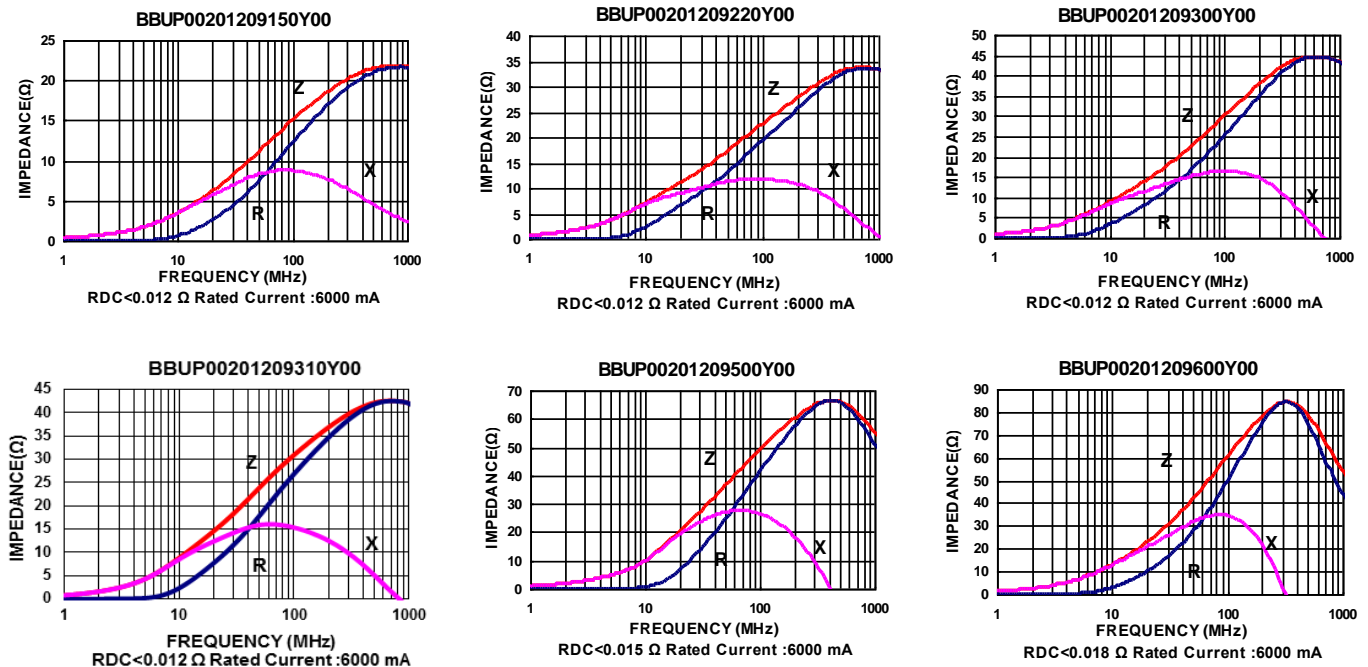 BBUP00201209150Y00
IMPEDANCE(Ω)
25
20
15
10
5
0
Z
X
R
1
10
100
1000
FREQUENCY (MHz)
RDC<0.012 Ω Rated Current :6000 mA
BBUP00201209220Y00
IMPEDANCE(Ω)
40
35
30
25
20
15
10
5
0
Z
X
R
1
10
100
1000
FREQUENCY (MHz)
RDC<0.012 Ω Rated Current :6000 mA
BBUP00201209300Y00
IMPEDANCE(Ω)
50
45
40
35
30
25
20
15
10
5
0
Z
X
R
1
10
100
1000
FREQUENCY (MHz)
RDC<0.012 Ω Rated Current :6000 mA
BBUP00201209310Y00
IMPEDANCE(Ω)
45
40
35
30
25
20
15
10
5
0
Z
X
R
1
10
100
1000
FREQUENCY (MHz)
RDC<0.012 Ω Rated Current :6000 mA
BBUP00201209500Y00
IMPEDANCE(Ω)
70
60
50
40
30
20
10
0
Z
X
R
1
10
100
1000
FREQUENCY (MHz)
RDC<0.015 Ω Rated Current :6000 mA
BBUP00201209600Y00
IMPEDANCE(Ω)
90
80
70
60
50
40
30
20
10
0
Z
X
R
1
10
100
1000
FREQUENCY (MHz)
RDC<0.018 Ω Rated Current :6000 mA